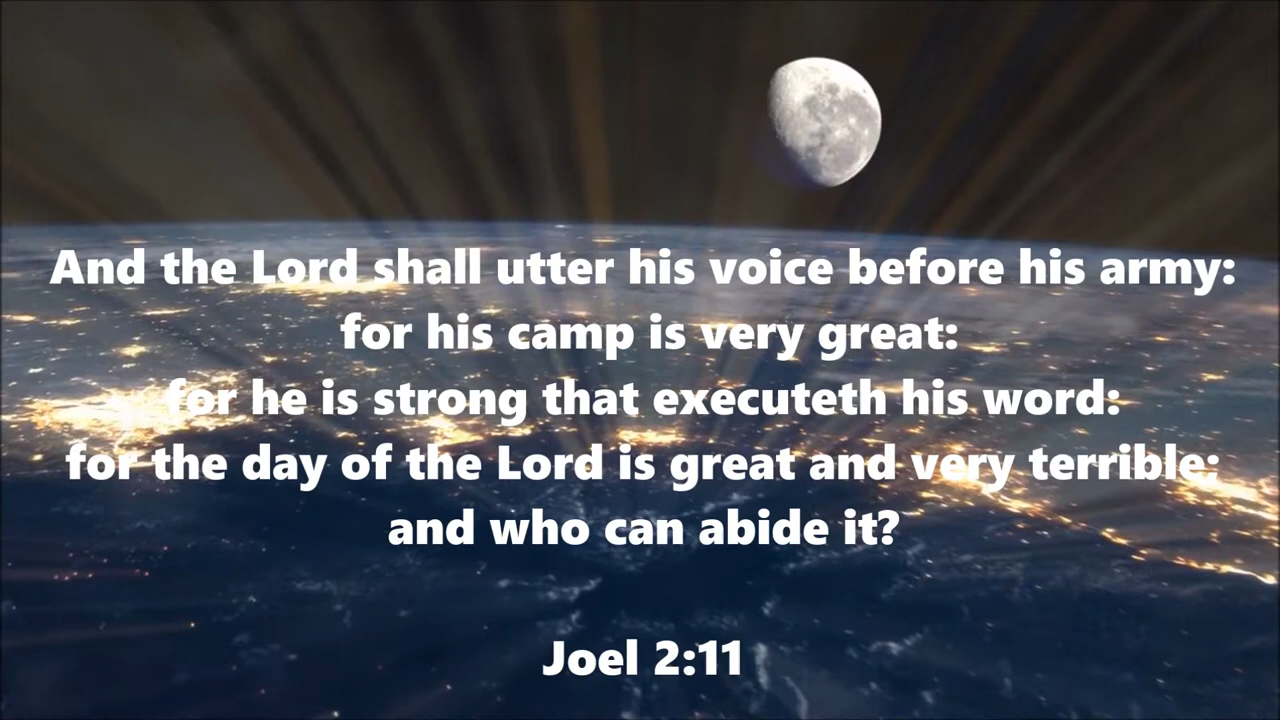 And the Lord shall utter his voice before his army:
for his camp is very great:
for he is strong that executeth his word:
for the day of the Lord is great and very terrible;
and who can abide it?
Joel 2:11